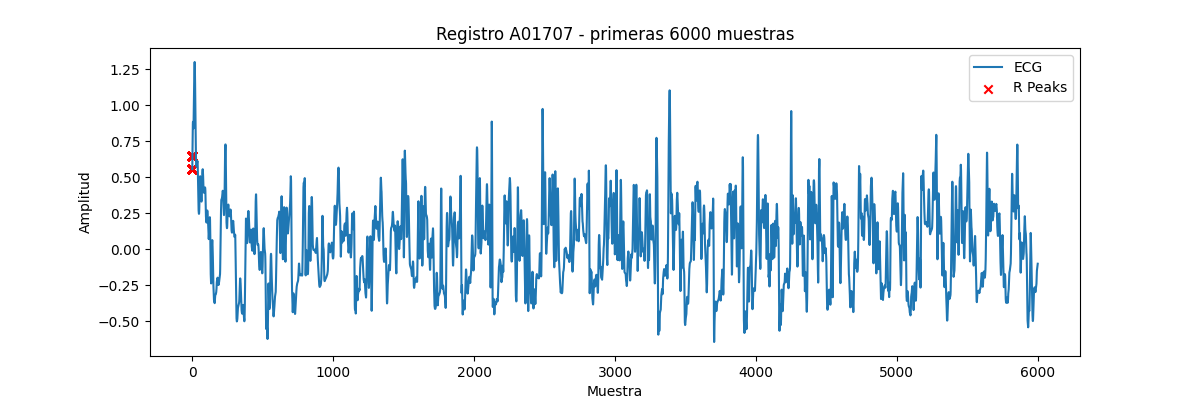 Registro A01707 - primeras 6000 muestras
ECG
R Peaks
Amplitud
1.25
1.00
0.75
0.50
0.25
0.00
−0.25
−0.50
0 1000 2000 3000 4000 5000 6000
Muestra